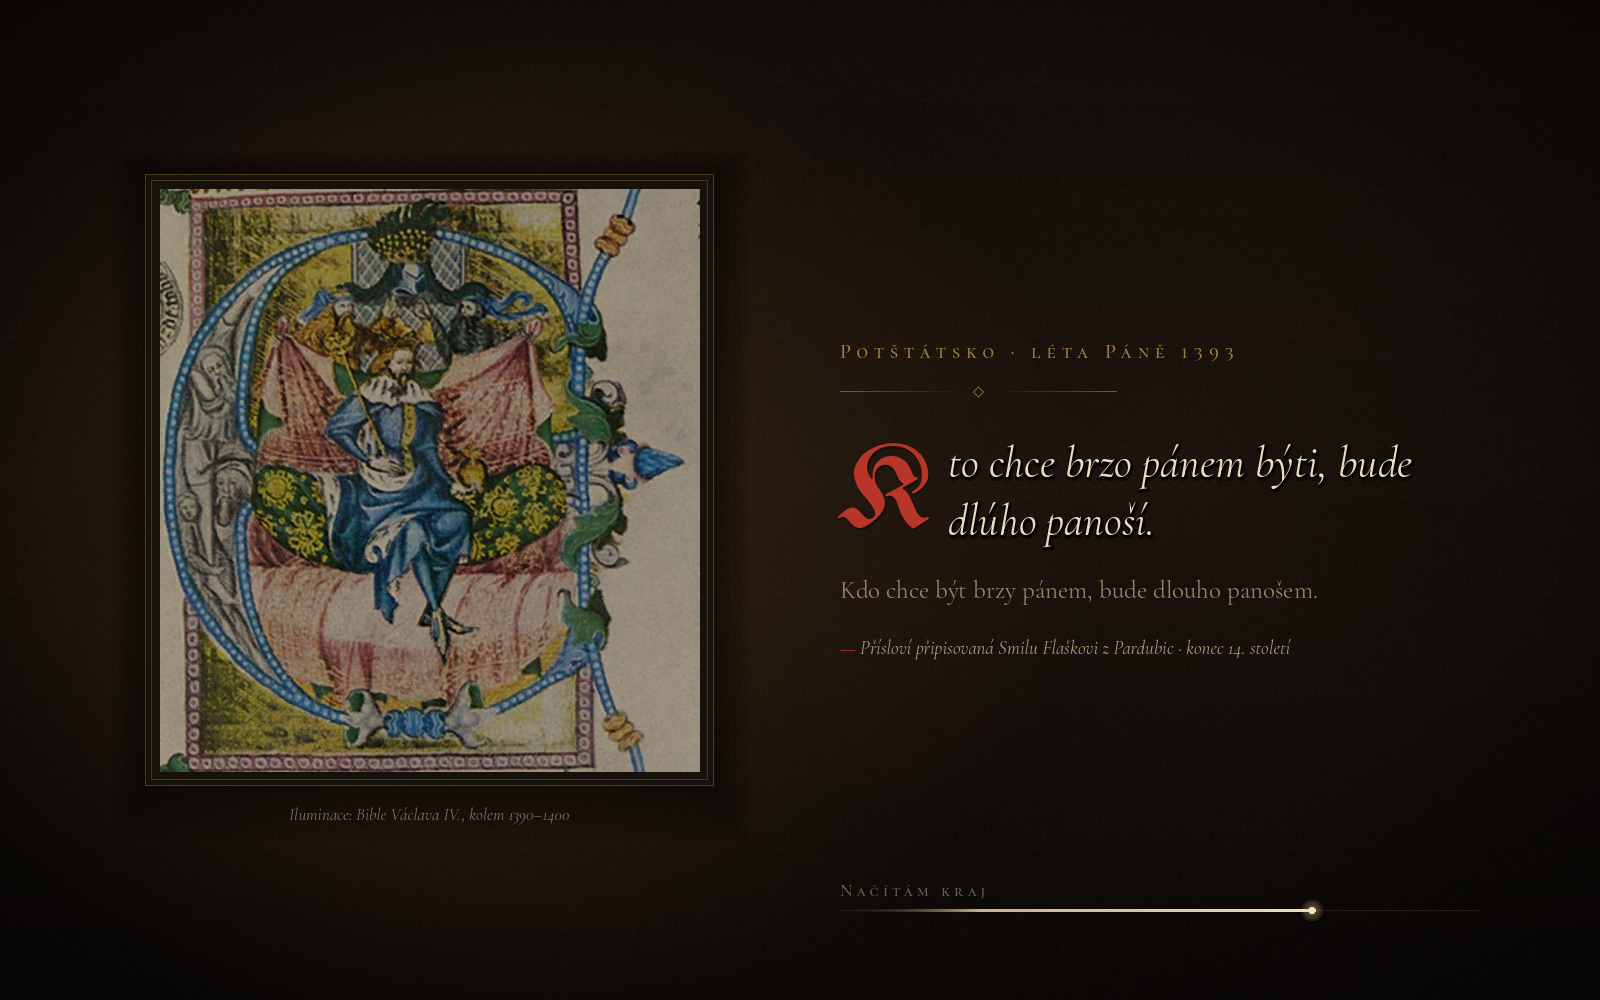 Potštátsko · léta Páně 1393
Kto chce brzo pánem býti, bude
dlúho panoší.
Kdo chce být brzy pánem, bude dlouho panošem.
— Přísloví připisovaná Smilu Flaškovi z Pardubic · konec 14. století
Iluminace: Bible Václava IV., kolem 1390–1400
Načítám kraj